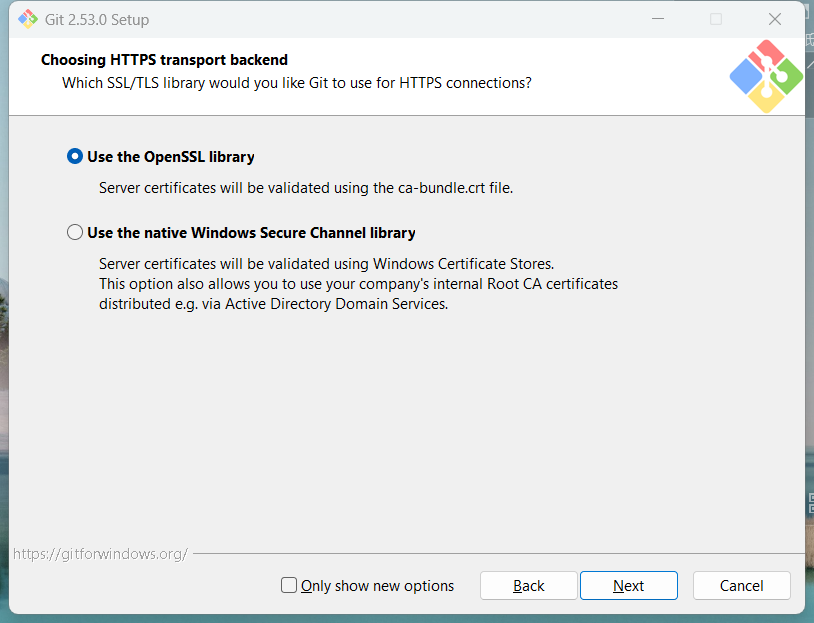 Git 2.53.0 Setup
Choosing HTTPS transport backend
Which SSL/TLS library would you like Git to use for HTTPS connections?
Use the OpenSSL library
Server certificates will be validated using the ca-bundle.crt file.
Use the native Windows Secure Channel library
Server certificates will be validated using Windows Certificate Stores.
This option also allows you to use your company's internal Root CA certificates
distributed e.g. via Active Directory Domain Services.
https://gitforwindows.org/
Only show new options
Back
Next
Cancel